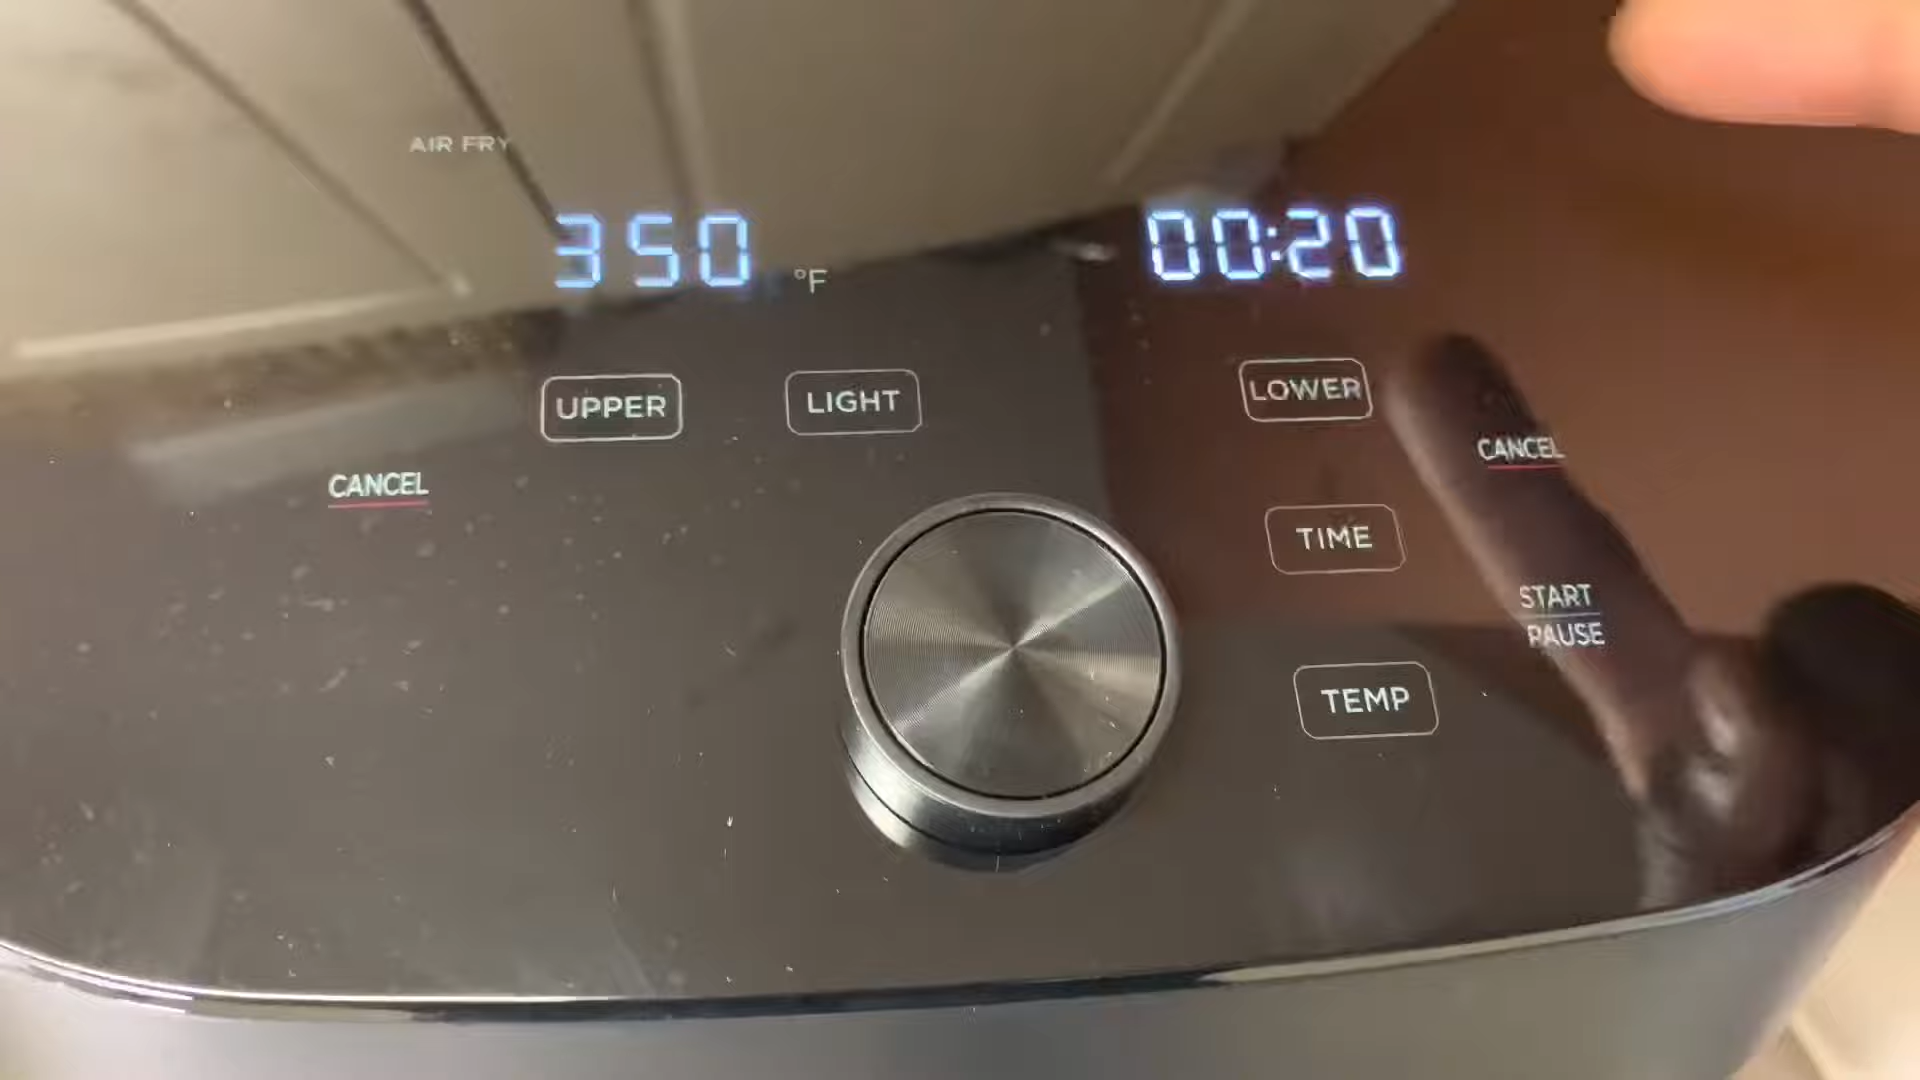 AIR FRY
350 °F
00:20
UPPER
LIGHT
LOWER
CANCEL
CANCEL
TIME
START
PAUSE
TEMP